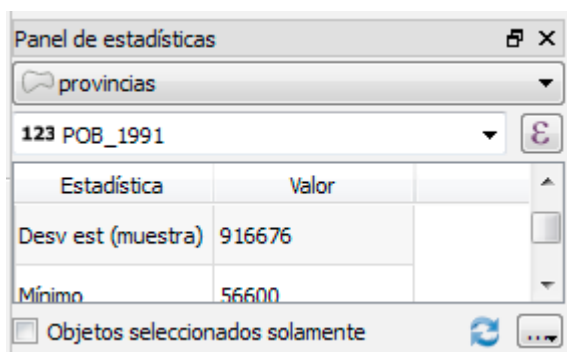 Panel de estadísticas
provincias
123 POB_1991
ε
Estadística Valor
Desv est (muestra) 916676
Mínimo 56600
Objetos seleccionados solamente
...